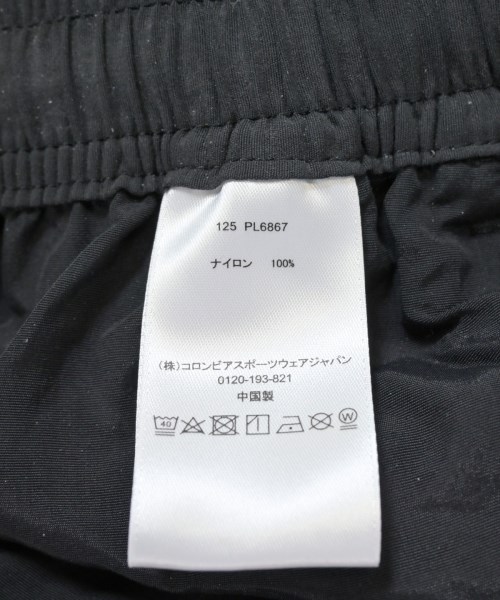 125 PL6867
ナイロン 100%
(株)コロンビアスポーツウェアジャパン
0120-193-821
中国製
40
W